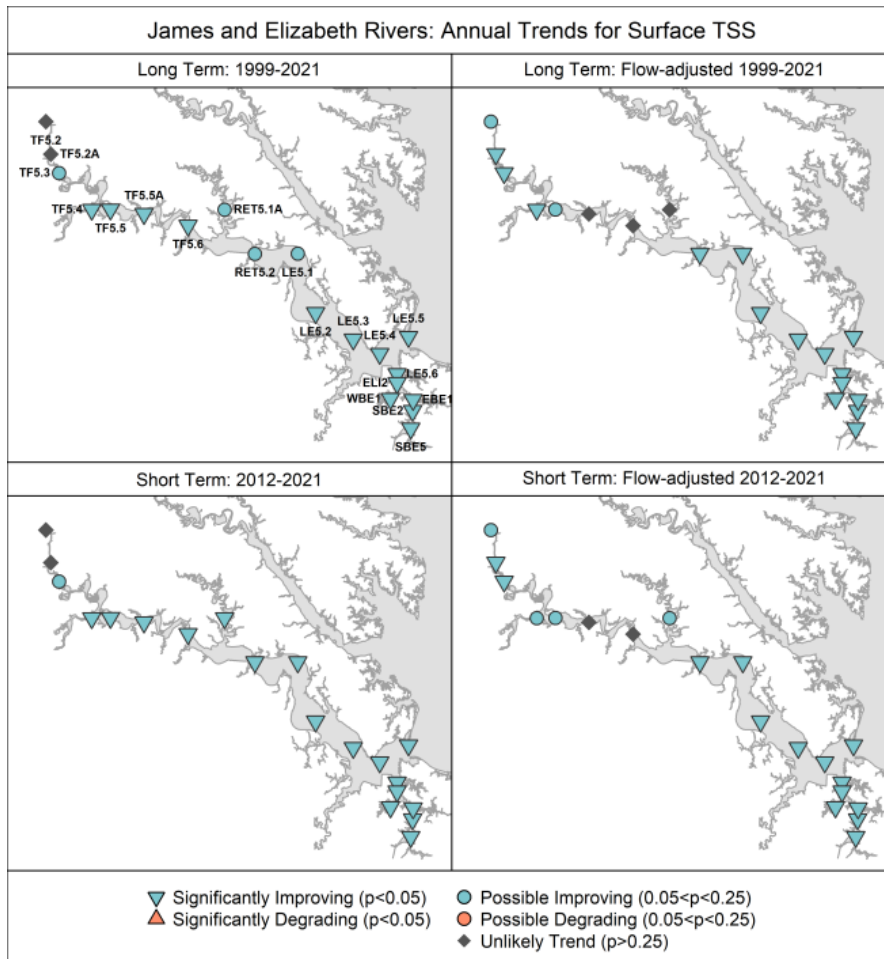 James and Elizabeth Rivers: Annual Trends for Surface TSS
Long Term: 1999-2021
Long Term: Flow-adjusted 1999-2021
TF5.2
TF5.2A
TF5.3
TF5.5A
TF5.4
TF5.5
RET5.1A
TF5.6
RET5.2
LE5.1
LE5.3
LE5.5
LE5.2
LE5.4
LE5.6
ELI2
WBE1
EBE1
SBE2
SBE5
Short Term: 2012-2021
Short Term: Flow-adjusted 2012-2021
Significantly Improving (p<0.05)
Possible Improving (0.05<p<0.25)
Significantly Degrading (p<0.05)
Possible Degrading (0.05<p<0.25)
Unlikely Trend (p>0.25)